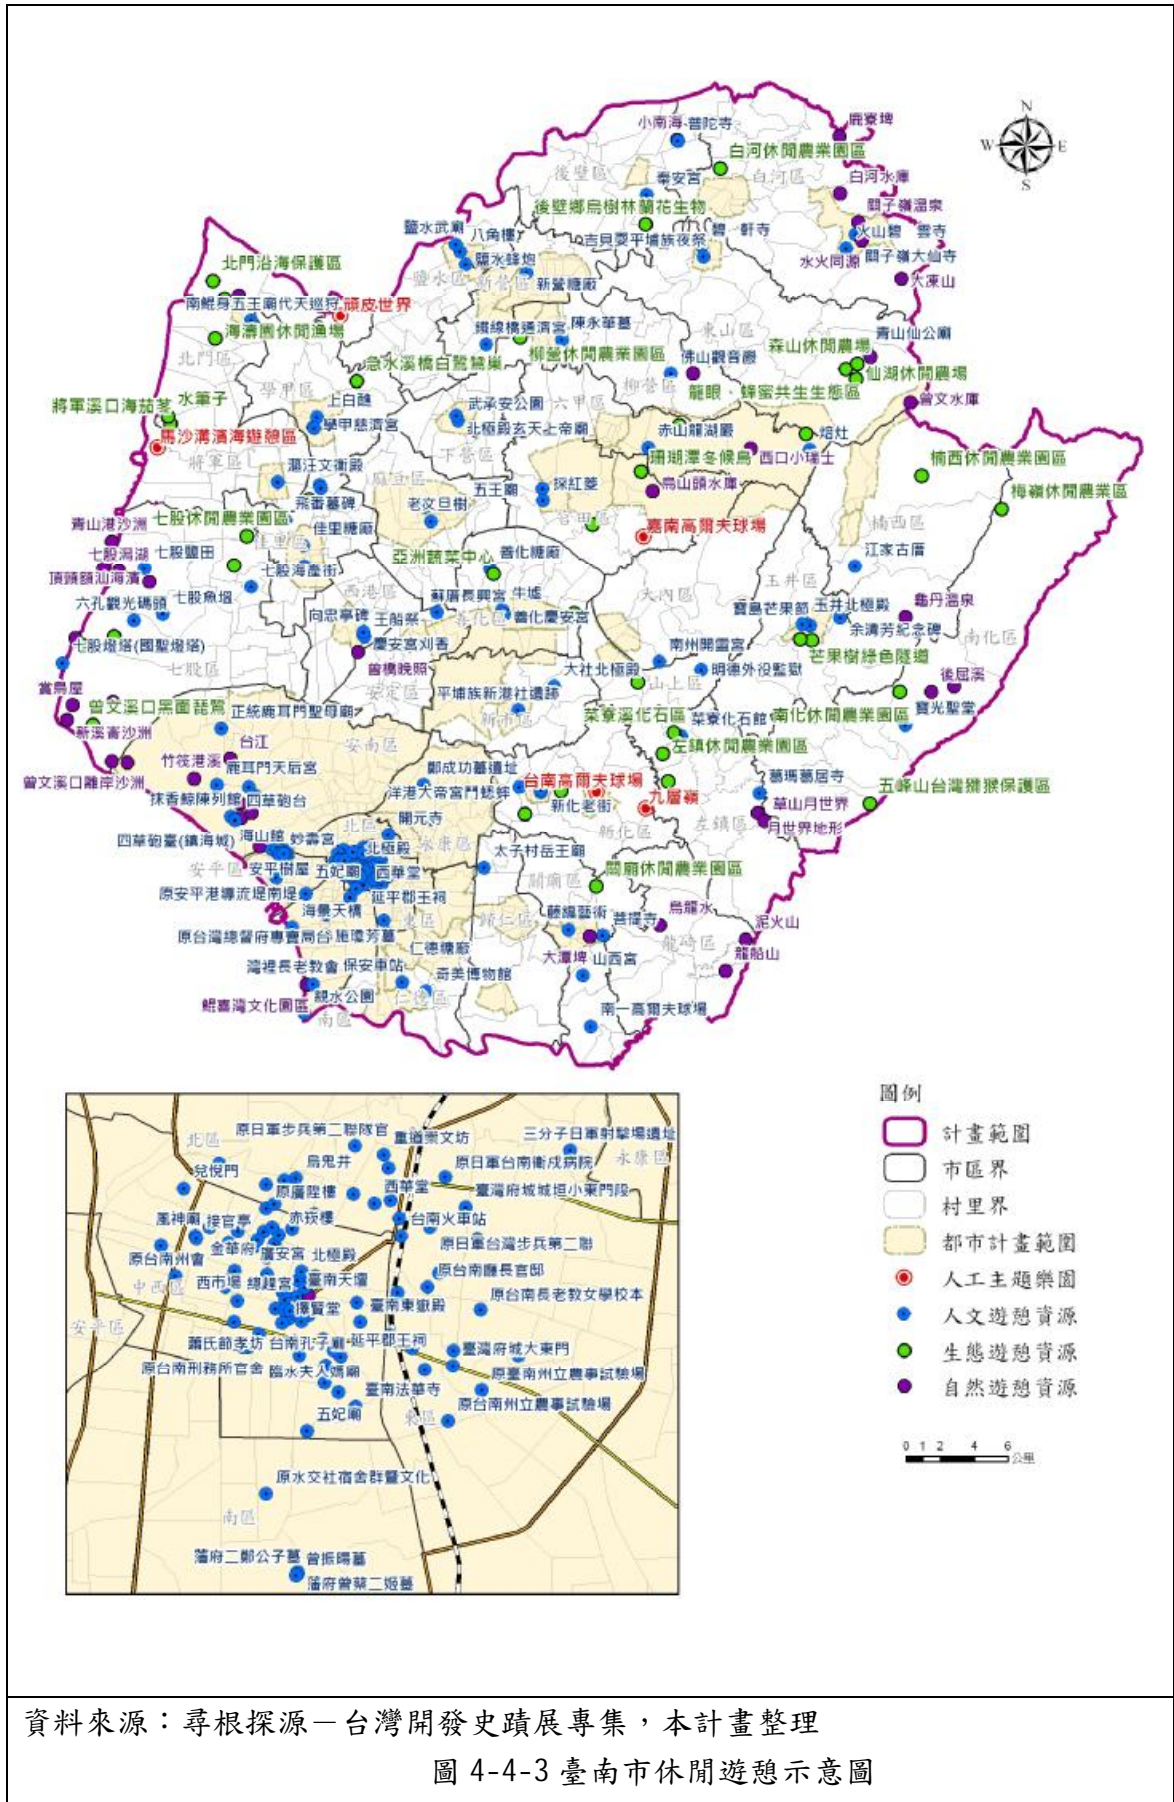 N
W E
S
小南海 普陀寺
鹿寮埤
白河休閒農業園區
後壁區
白河區
泰安宮
白河水庫
後壁鄉烏樹林蘭花生物
關子嶺溫泉
鹽水武廟
八角樓
吉貝耍平埔族夜祭
碧軒寺
火山碧雲寺
水火同源
關子嶺大仙寺
鹽水蜂炮
北門沿海保護區
鹽水區
新營區
新營糖廠
大凍山
南鯤鯓五王廟代天巡狩
頑皮世界
鐵線橋通濟宮
陳永華墓
東山區
青山仙公廟
海濤園休閒漁場
森山休閒農場
北門區
急水溪橋白鷺鷥巢
柳營休閒農業園區
佛山觀音巖
仙湖休閒農場
學甲區
柳營區
龍眼、蜂蜜共生生態區
將軍溪口海茄苳
水筆子
上白醮
武承安公園
六甲區
曾文水庫
學甲慈濟宮
北極殿玄天上帝廟
赤山龍湖巖
焙灶
馬沙溝濱海遊憩區
下營區
珊瑚潭冬候鳥
西口小瑞士
楠西休閒農業園區
將軍區
漚汪文衡殿
麻豆區
五王廟
採紅菱
烏山頭水庫
梅嶺休閒農業區
飛番墓碑
老文旦樹
官田區
楠西區
青山港沙洲
七股休閒農業園區
佳里糖廠
嘉南高爾夫球場
佳里區
七股潟湖
七股鹽田
亞洲蔬菜中心
善化糖廠
江家古厝
頂頭額汕海濱
七股海產街
玉井區
西港區
大內區
六孔觀光碼頭
七股魚塭
蘇厝長興宮
牛墟
寶島芒果節
玉井北極殿
龜丹溫泉
向忠亭碑
王船祭
善化區
善化慶安宮
余清芳紀念碑
南化區
七股燈塔(國聖燈塔)
慶安宮刈香
南州開靈宮
芒果樹綠色隧道
七股區
曾橋晚照
大社北極殿
明德外役監獄
後屈溪
賞鳥屋
安定區
平埔族新港社遺跡
山上區
曾文溪口黑面琵鷺
正統鹿耳門聖母廟
新市區
菜寮溪化石區
菜寮化石館
南化休閒農業園區
寶光聖堂
新溪崙沙洲
台江
安南區
左鎮休閒農業園區
竹筏港溪
曾文溪口離岸沙洲
鹿耳門天后宮
鄭成功墓遺址
台南高爾夫球場
噶瑪噶居寺
五峰山台灣獼猴保護區
抹香鯨陳列館
四草砲台
洋港大帝宮鬥蟋蟀
九層嶺
草山月世界
開元寺
新化老街
四草砲臺(鎮海城)
海山館
妙壽宮
北區
永康區
新化區
左鎮區
月世界地形
北極殿
太子村岳王廟
安平區
安平樹屋
五妃廟
西華堂
關廟區
關廟休閒農業園區
原安平港導流堤南堤
延平郡王祠
海景天橋
東區
歸仁區
藤編藝術
菩提寺
烏龍水
原台灣總督府專賣局台
施瓊芳墓
龍崎區
泥火山
仁德糖廠
大潭埤
山西宮
龍船山
灣裡長老教會
保安車站
奇美博物館
鯤喜灣文化園區
親水公園
仁德區
南區
南一高爾夫球場
北區
原日軍步兵第二聯隊官
重道崇文坊
三分子日軍射擊場遺址
永康區
兌悅門
烏鬼井
原日軍台南衛戍病院
原廣陞樓
西華堂
臺灣府城城垣小東門段
風神廟
接官亭
赤崁樓
台南火車站
金華府
廣安宮
北極殿
原日軍台灣步兵第二聯
原台南州會
中西區
西市場
總趕宮
臺南天壇
原台南廳長官邸
擇賢堂
臺南東嶽殿
原台南長老教女學校本
安平區
蕭氏節孝坊
台南孔子廟
延平郡王祠
臺灣府城大東門
原台南刑務所官舍
臨水夫人媽廟
原臺南州立農事試驗場
臺南法華寺
原台南州立農事試驗場
五妃廟
東區
原水交社宿舍群暨文化
南區
藩府二鄭公子墓
曾振暘墓
藩府曾蔡二姬墓
圖例
計畫範圍
市區界
村里界
都市計畫範圍
人工主題樂園
人文遊憩資源
生態遊憩資源
自然遊憩資源
0 1 2 4 6
公里
資料來源：尋根探源－台灣開發史蹟展專集，本計畫整理
圖 4-4-3 臺南市休閒遊憩示意圖